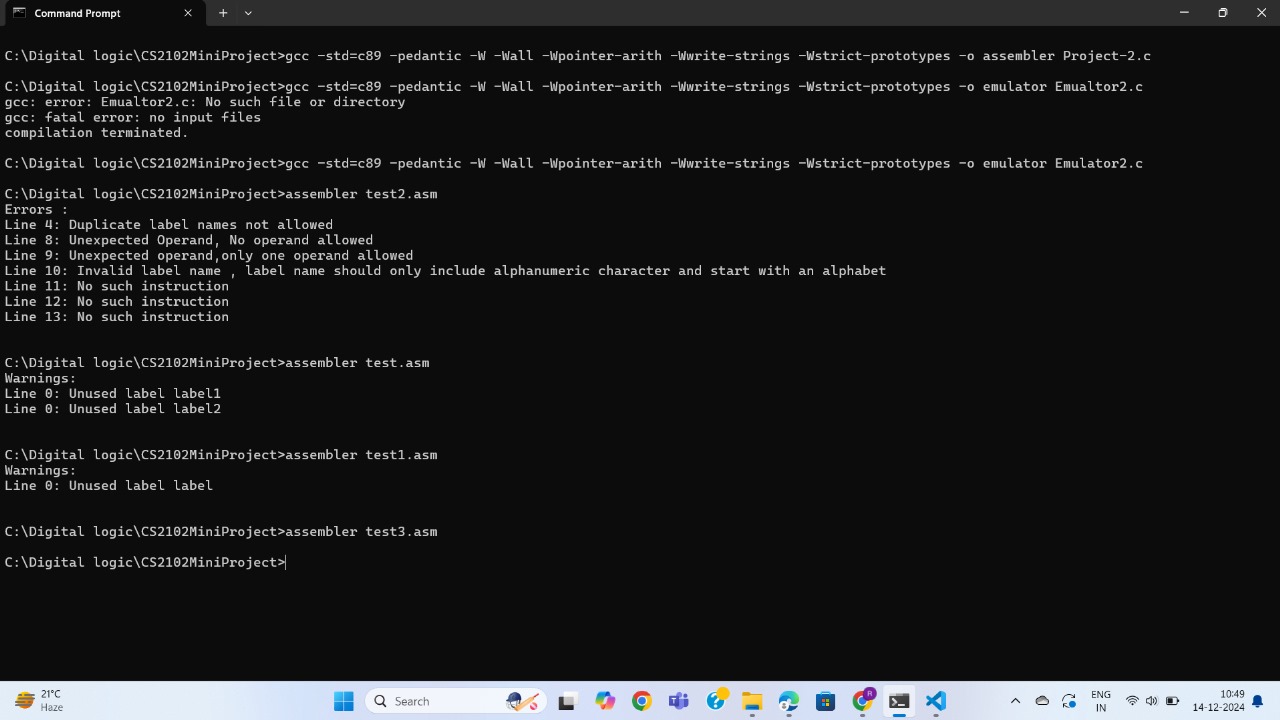 Command Prompt
C:\Digital logic\CS2102MiniProject>gcc -std=c89 -pedantic -W -Wall -Wpointer-arith -Wwrite-strings -Wstrict-prototypes -o assembler Project-2.c
C:\Digital logic\CS2102MiniProject>gcc -std=c89 -pedantic -W -Wall -Wpointer-arith -Wwrite-strings -Wstrict-prototypes -o emulator Emualtor2.c
gcc: error: Emualtor2.c: No such file or directory
gcc: fatal error: no input files
compilation terminated.
C:\Digital logic\CS2102MiniProject>gcc -std=c89 -pedantic -W -Wall -Wpointer-arith -Wwrite-strings -Wstrict-prototypes -o emulator Emulator2.c
C:\Digital logic\CS2102MiniProject>assembler test2.asm
Errors :
Line 4: Duplicate label names not allowed
Line 8: Unexpected Operand, No operand allowed
Line 9: Unexpected operand,only one operand allowed
Line 10: Invalid label name , label name should only include alphanumeric character and start with an alphabet
Line 11: No such instruction
Line 12: No such instruction
Line 13: No such instruction
C:\Digital logic\CS2102MiniProject>assembler test.asm
Warnings:
Line 0: Unused label label1
Line 0: Unused label label2
C:\Digital logic\CS2102MiniProject>assembler test1.asm
Warnings:
Line 0: Unused label label
C:\Digital logic\CS2102MiniProject>assembler test3.asm
C:\Digital logic\CS2102MiniProject>
21°C
Haze
Search
ENG
IN
10:49
14-12-2024